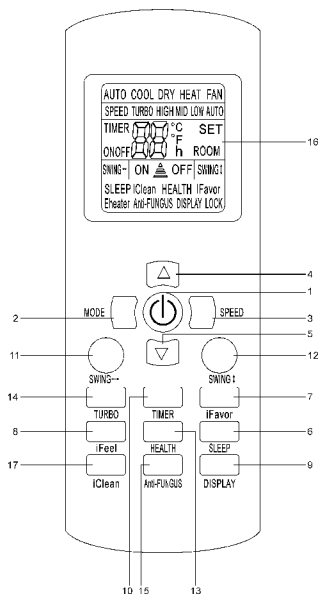 AUTO COOL DRY HEAT FAN
SPEED TURBO HIGH MID LOW AUTO
TIMER 88 °C SET
°F
ONOFF h ROOM
16
SWING↔ ON OFF SWING↕
SLEEP iClean HEALTH iFavor
Eheater Anti-FUNGUS DISPLAY LOCK
4
1
2 MODE SPEED 3
5
11 12
SWING↔ SWING↕
14 7
TURBO TIMER iFavor
8 6
iFeel HEALTH SLEEP
17 9
iClean Anti-FUNGUS DISPLAY
10 15 13